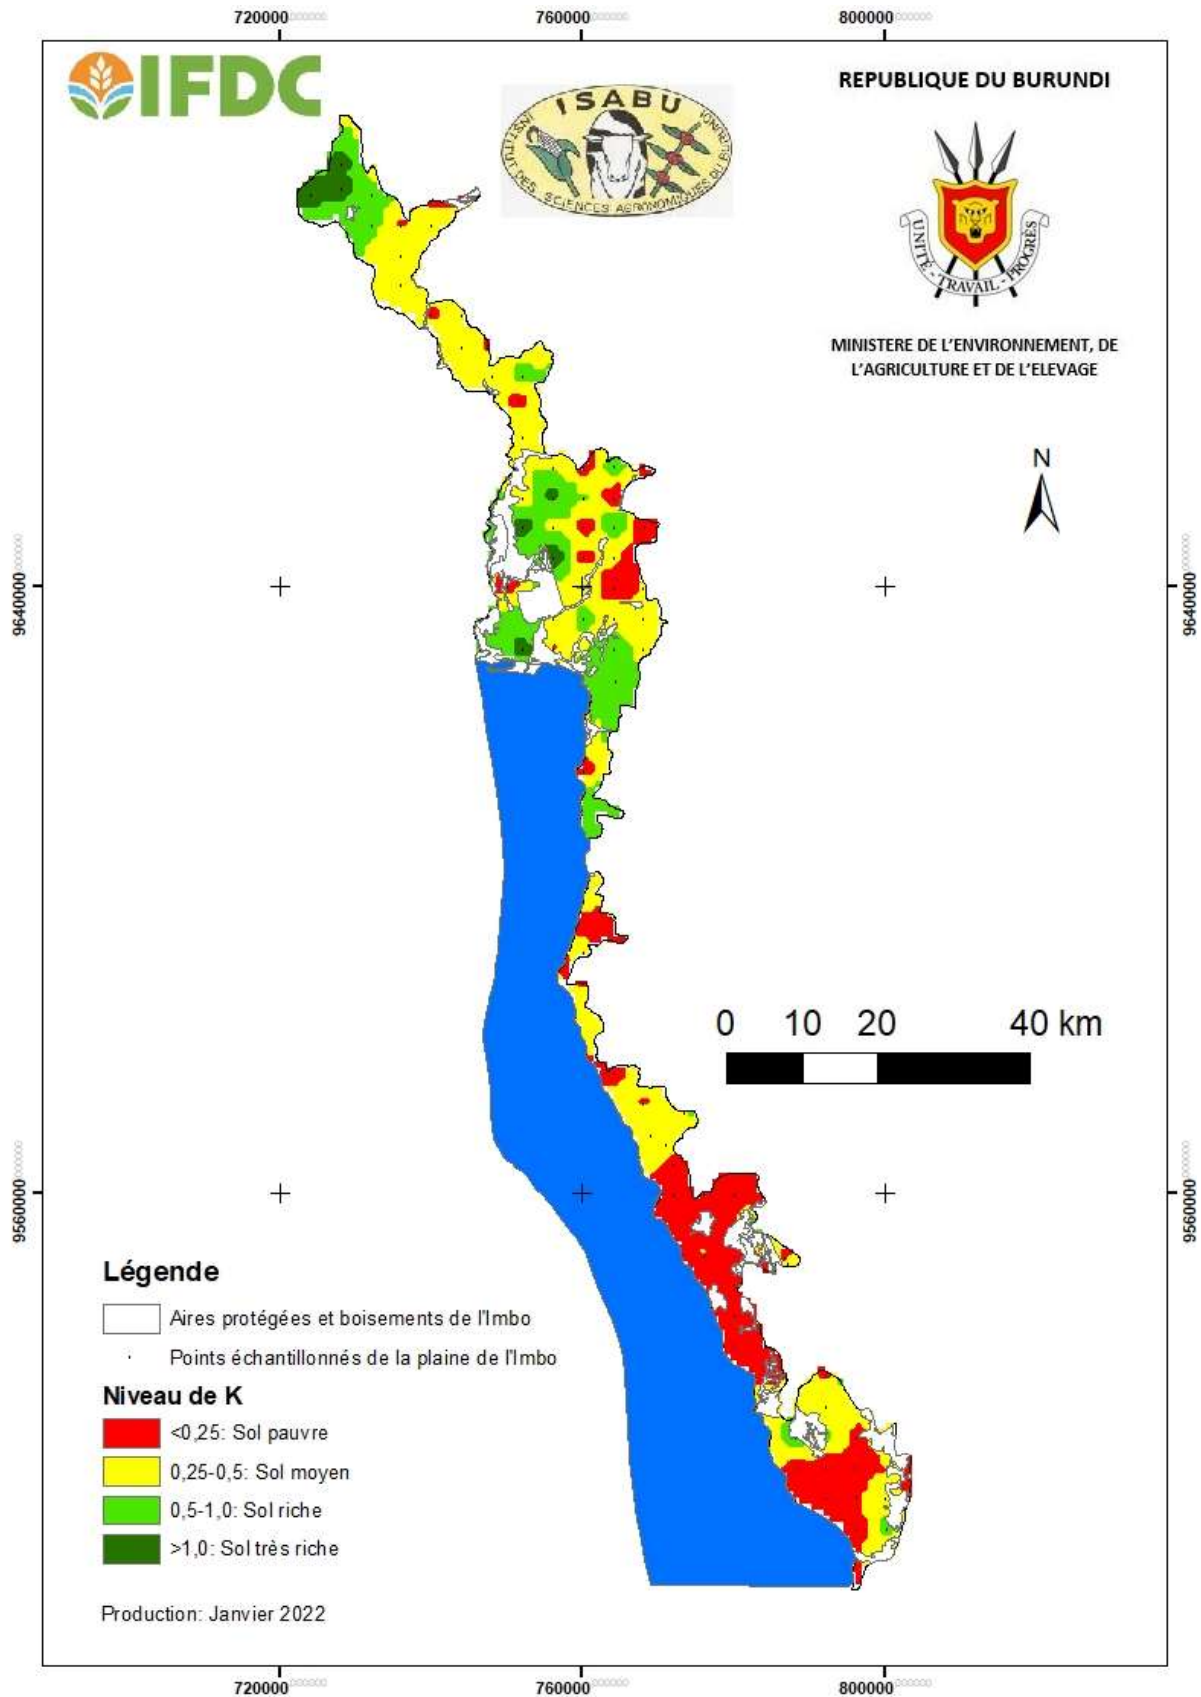 720000 760000 800000
IFDC
ISABU
INSTITUT DES SCIENCES AGRONOMIQUES DU BURUNDI
REPUBLIQUE DU BURUNDI
UNITÉ - TRAVAIL - PROGRÈS
MINISTERE DE L'ENVIRONNEMENT, DE
L'AGRICULTURE ET DE L'ELEVAGE
N
9640000 9640000
0 10 20 40 km
9560000 9560000
Légende
Aires protégées et boisements de l'Imbo
Points échantillonnés de la plaine de l'Imbo
Niveau de K
<0,25: Sol pauvre
0,25-0,5: Sol moyen
0,5-1,0: Sol riche
>1,0: Sol très riche
Production: Janvier 2022
720000 760000 800000